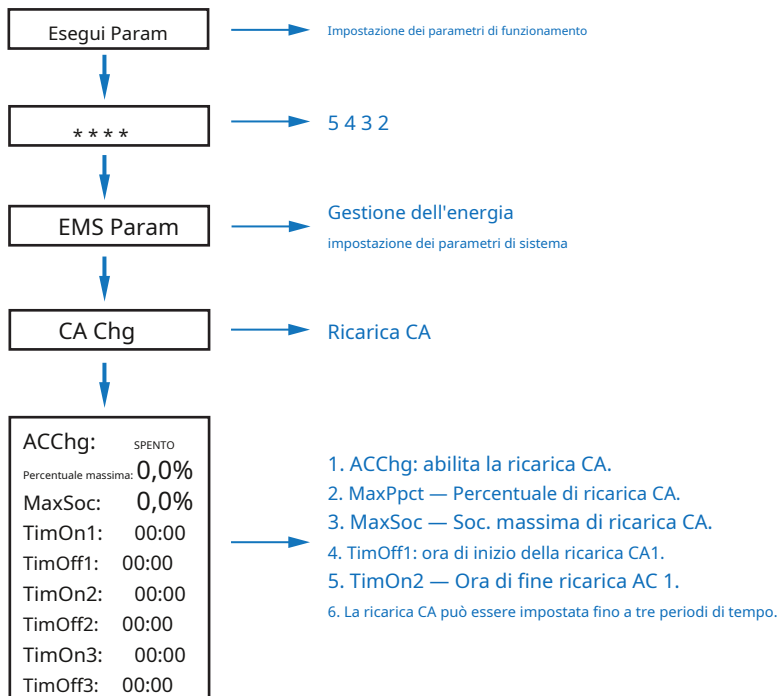 Esegui Param
Impostazione dei parametri di funzionamento
* * * *
5 4 3 2
EMS Param
Gestione dell'energia
impostazione dei parametri di sistema
CA Chg
Ricarica CA
ACChg: SPENTO
Percentuale massima: 0,0%
MaxSoc: 0,0%
TimOn1: 00:00
TimOff1: 00:00
TimOn2: 00:00
TimOff2: 00:00
TimOn3: 00:00
TimOff3: 00:00
1. ACChg: abilita la ricarica CA.
2. MaxPpct — Percentuale di ricarica CA.
3. MaxSoc — Soc. massima di ricarica CA.
4. TimOff1: ora di inizio della ricarica CA1.
5. TimOn2 — Ora di fine ricarica AC 1.
6. La ricarica CA può essere impostata fino a tre periodi di tempo.